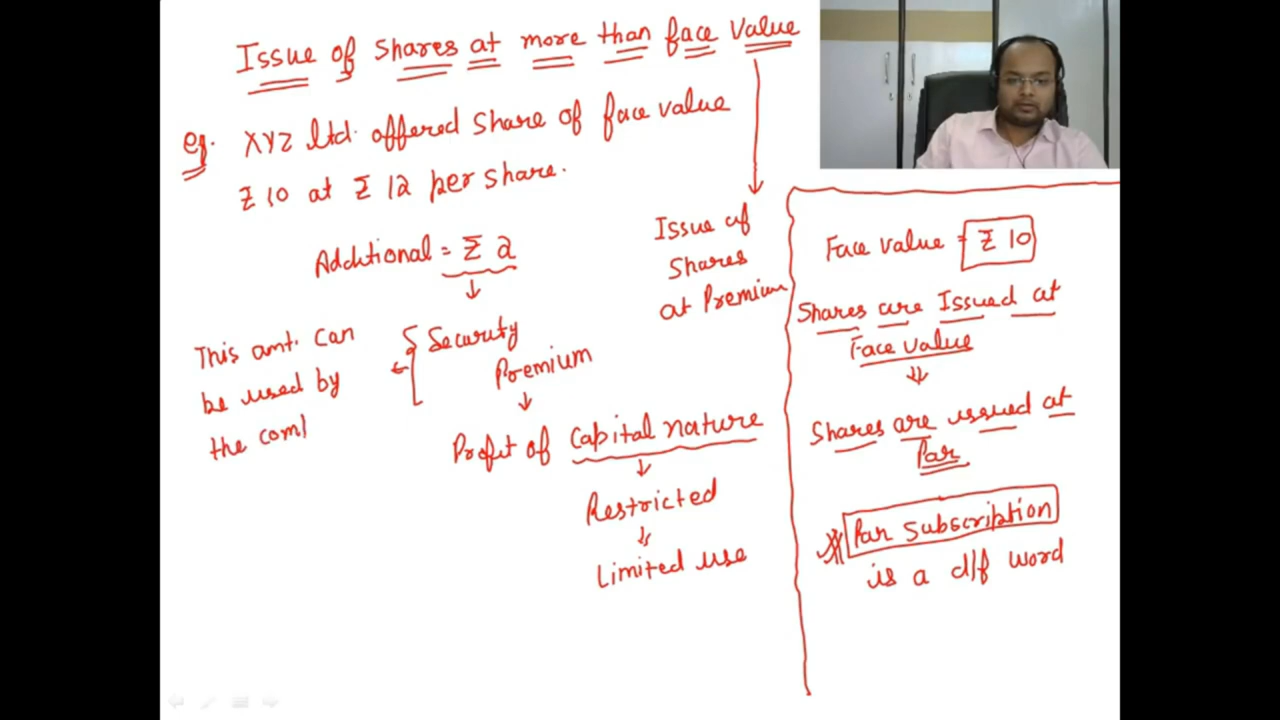 Issue of shares at more than face value
eg. XYZ Ltd. offered share of face value
₹ 10 at ₹ 12 per share.
Additional = ₹ 2
Security
Premium
This amt. can
be used by
the com
Profit of capital nature
Restricted
Limited use
Issue of
shares
at Premium
Face value = ₹ 10
Shares are Issued at
Face value
Shares are issued at
Par
Par subscription
is a d/f word